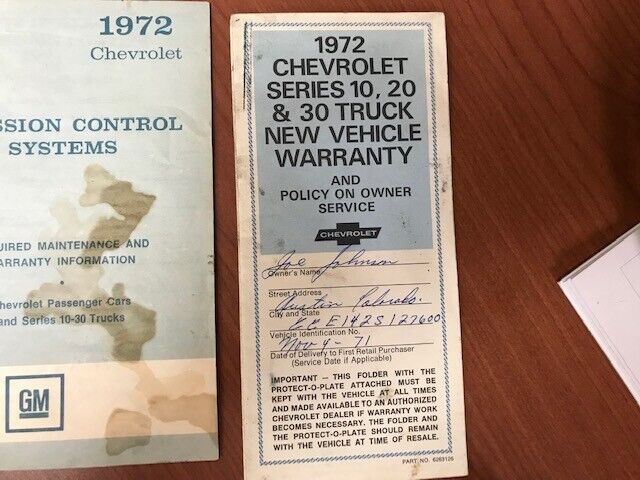 1972
Chevrolet
SSION CONTROL
SYSTEMS
UIRED MAINTENANCE AND
ARRANTY INFORMATION
•
Chevrolet Passenger Cars
and Series 10-30 Trucks
GM
1972
CHEVROLET
SERIES 10, 20
& 30 TRUCK
NEW VEHICLE
WARRANTY
AND
POLICY ON OWNER
SERVICE
CHEVROLET
Joe Johnson
Owner's Name
Street Address
Austin Colorado.
City and State
CCE142S127600
Vehicle Identification No.
Nov 4 - 71
Date of Delivery to First Retail Purchaser
(Service Date if Applicable)
IMPORTANT — THIS FOLDER WITH THE
PROTECT-O-PLATE ATTACHED MUST BE
KEPT WITH THE VEHICLE AT ALL TIMES
AND MADE AVAILABLE TO AN AUTHORIZED
CHEVROLET DEALER IF WARRANTY WORK
BECOMES NECESSARY. THE FOLDER AND
THE PROTECT-O-PLATE SHOULD REMAIN
WITH THE VEHICLE AT TIME OF RESALE.
PART NO. 6263126